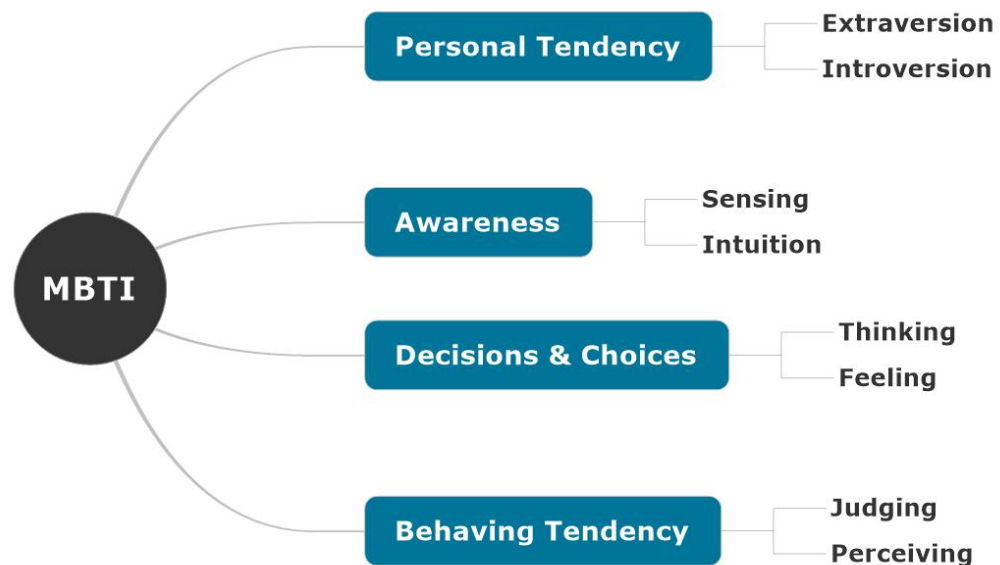 MBTI
Personal Tendency
Extraversion
Introversion
Awareness
Sensing
Intuition
Decisions & Choices
Thinking
Feeling
Behaving Tendency
Judging
Perceiving